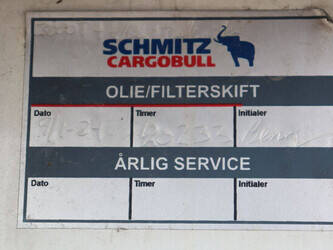 SCHMITZ
CARGOBULL
OLIE/FILTERSKIFT
Dato Timer Initialer
ÅRLIG SERVICE
Dato Timer Initialer